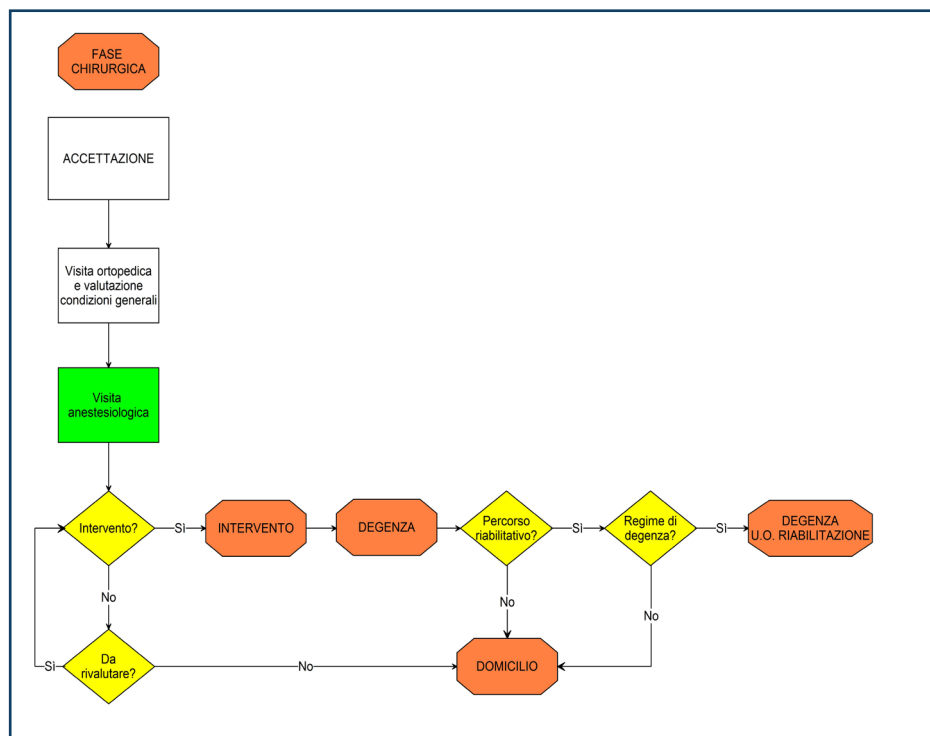 FASE
CHIRURGICA
ACCETTAZIONE
Visita ortopedica
e valutazione
condizioni generali
Visita
anestesiologica
Intervento?
Sì
INTERVENTO
DEGENZA
Percorso
riabilitativo?
Sì
Regime di
degenza?
Sì
DEGENZA
U.O. RIABILITAZIONE
No
No
No
Sì
Da
rivalutare?
No
DOMICILIO